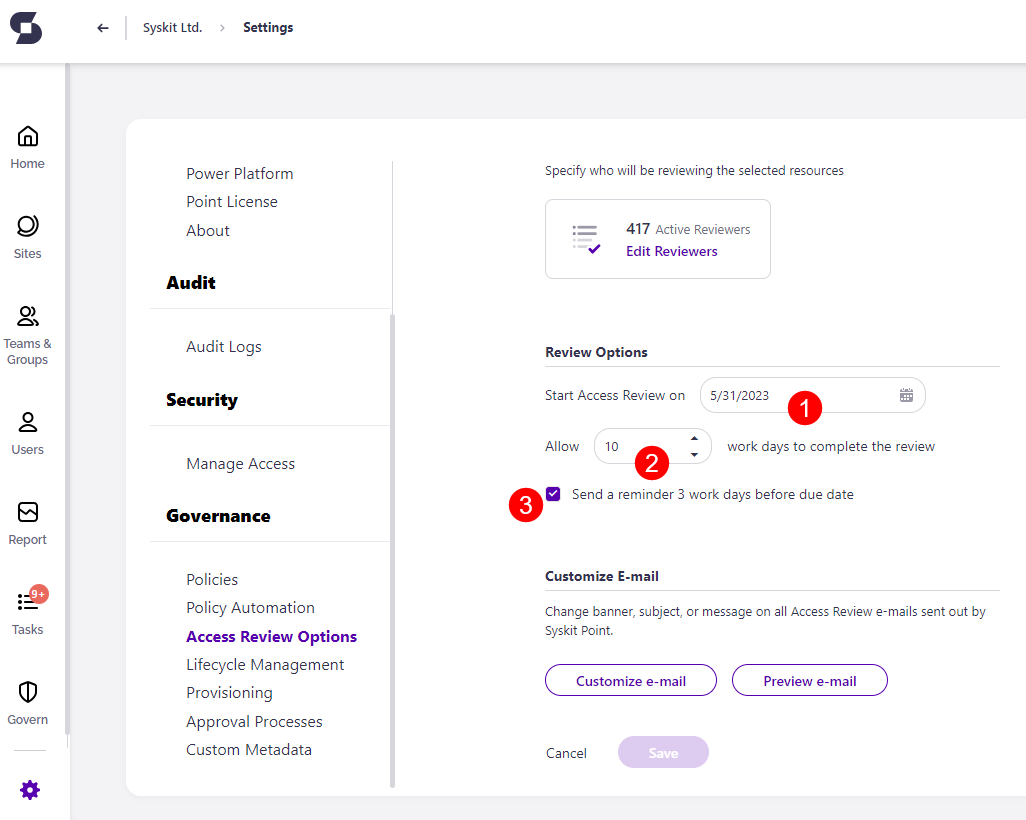 Syskit Ltd. > Settings
Home
Sites
Teams &
Groups
Users
Report
9+
Tasks
Govern
Power Platform
Point License
About
Audit
Audit Logs
Security
Manage Access
Governance
Policies
Policy Automation
Access Review Options
Lifecycle Management
Provisioning
Approval Processes
Custom Metadata
Specify who will be reviewing the selected resources
417 Active Reviewers
Edit Reviewers
Review Options
Start Access Review on 5/31/2023 1
Allow 10 2 work days to complete the review
3 Send a reminder 3 work days before due date
Customize E-mail
Change banner, subject, or message on all Access Review e-mails sent out by
Syskit Point.
Customize e-mail Preview e-mail
Cancel Save